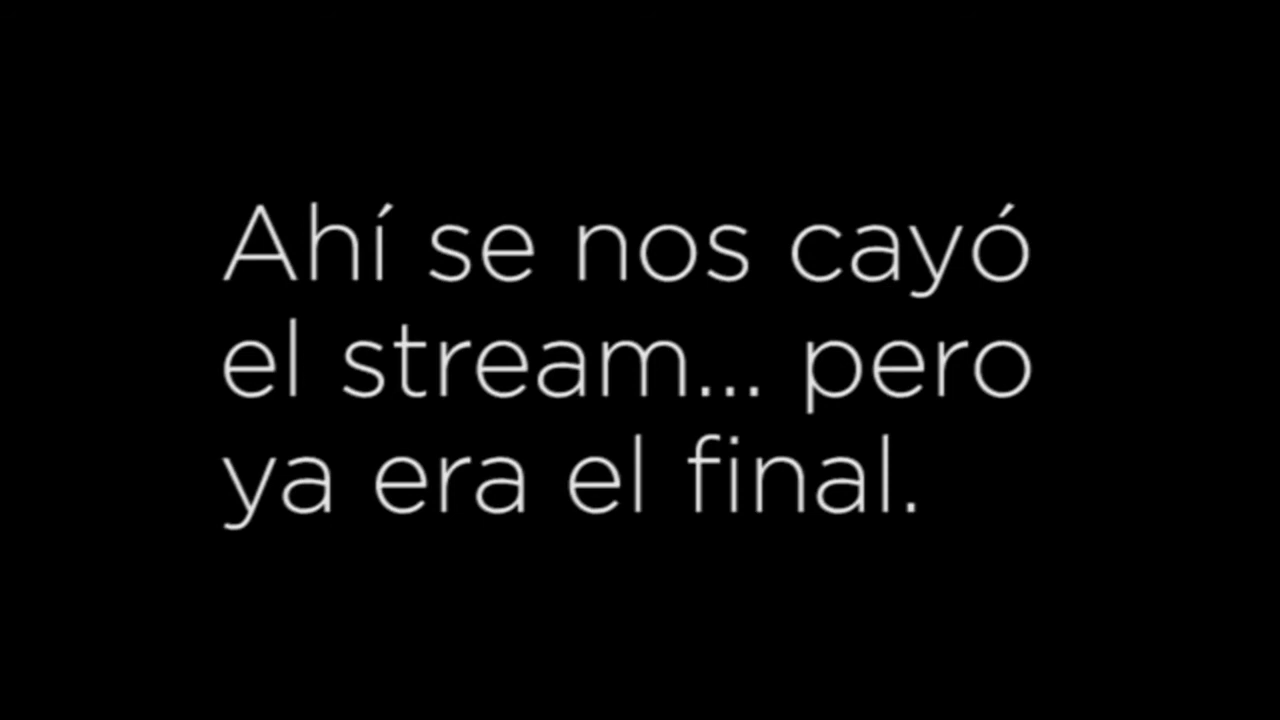 Ahí se nos cayó
el stream... pero
ya era el final.